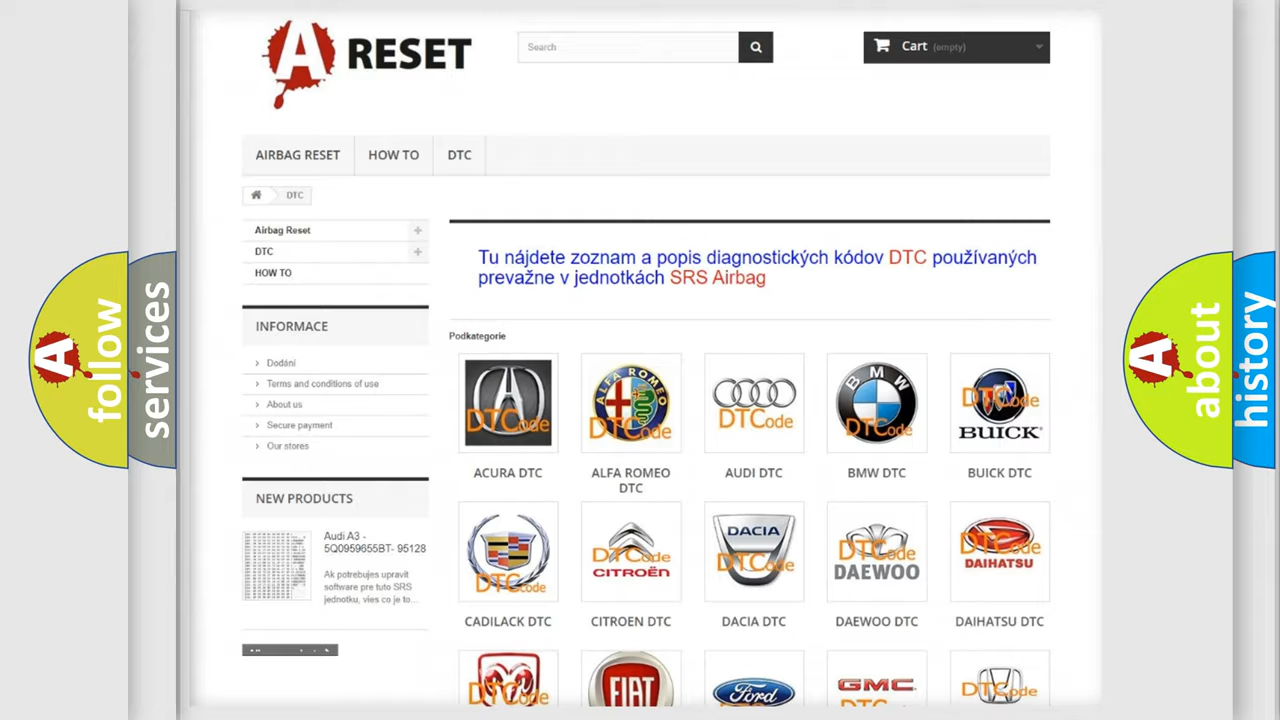 A RESET
Search
Cart (empty)
AIRBAG RESET
HOW TO
DTC
DTC
Airbag Reset
DTC
HOW TO
INFORMACE
Dodání
Terms and conditions of use
About us
Secure payment
Our stores
NEW PRODUCTS
Audi A3 -
5Q0959655BT- 95128
Ak potrebujes upravit
software pre tuto SRS
jednotku, vies co je to...
Tu nájdete zoznam a popis diagnostických kódov DTC používaných
prevažne v jednotkách SRS Airbag
Podkategorie
DTCode
ALFA ROMEO
DTCode
DTCode
BMW
DTCode
DTCode
BUICK
ACURA DTC
ALFA ROMEO
DTC
AUDI DTC
BMW DTC
BUICK DTC
DTCode
DTCode
CITROËN
DACIA
DTCode
DTCode
DAEWOO
DTCode
DAIHATSU
CADILACK DTC
CITROEN DTC
DACIA DTC
DAEWOO DTC
DAIHATSU DTC
DTCode
FIAT
Ford
GMC
DTCode
A follow
services
A about
history